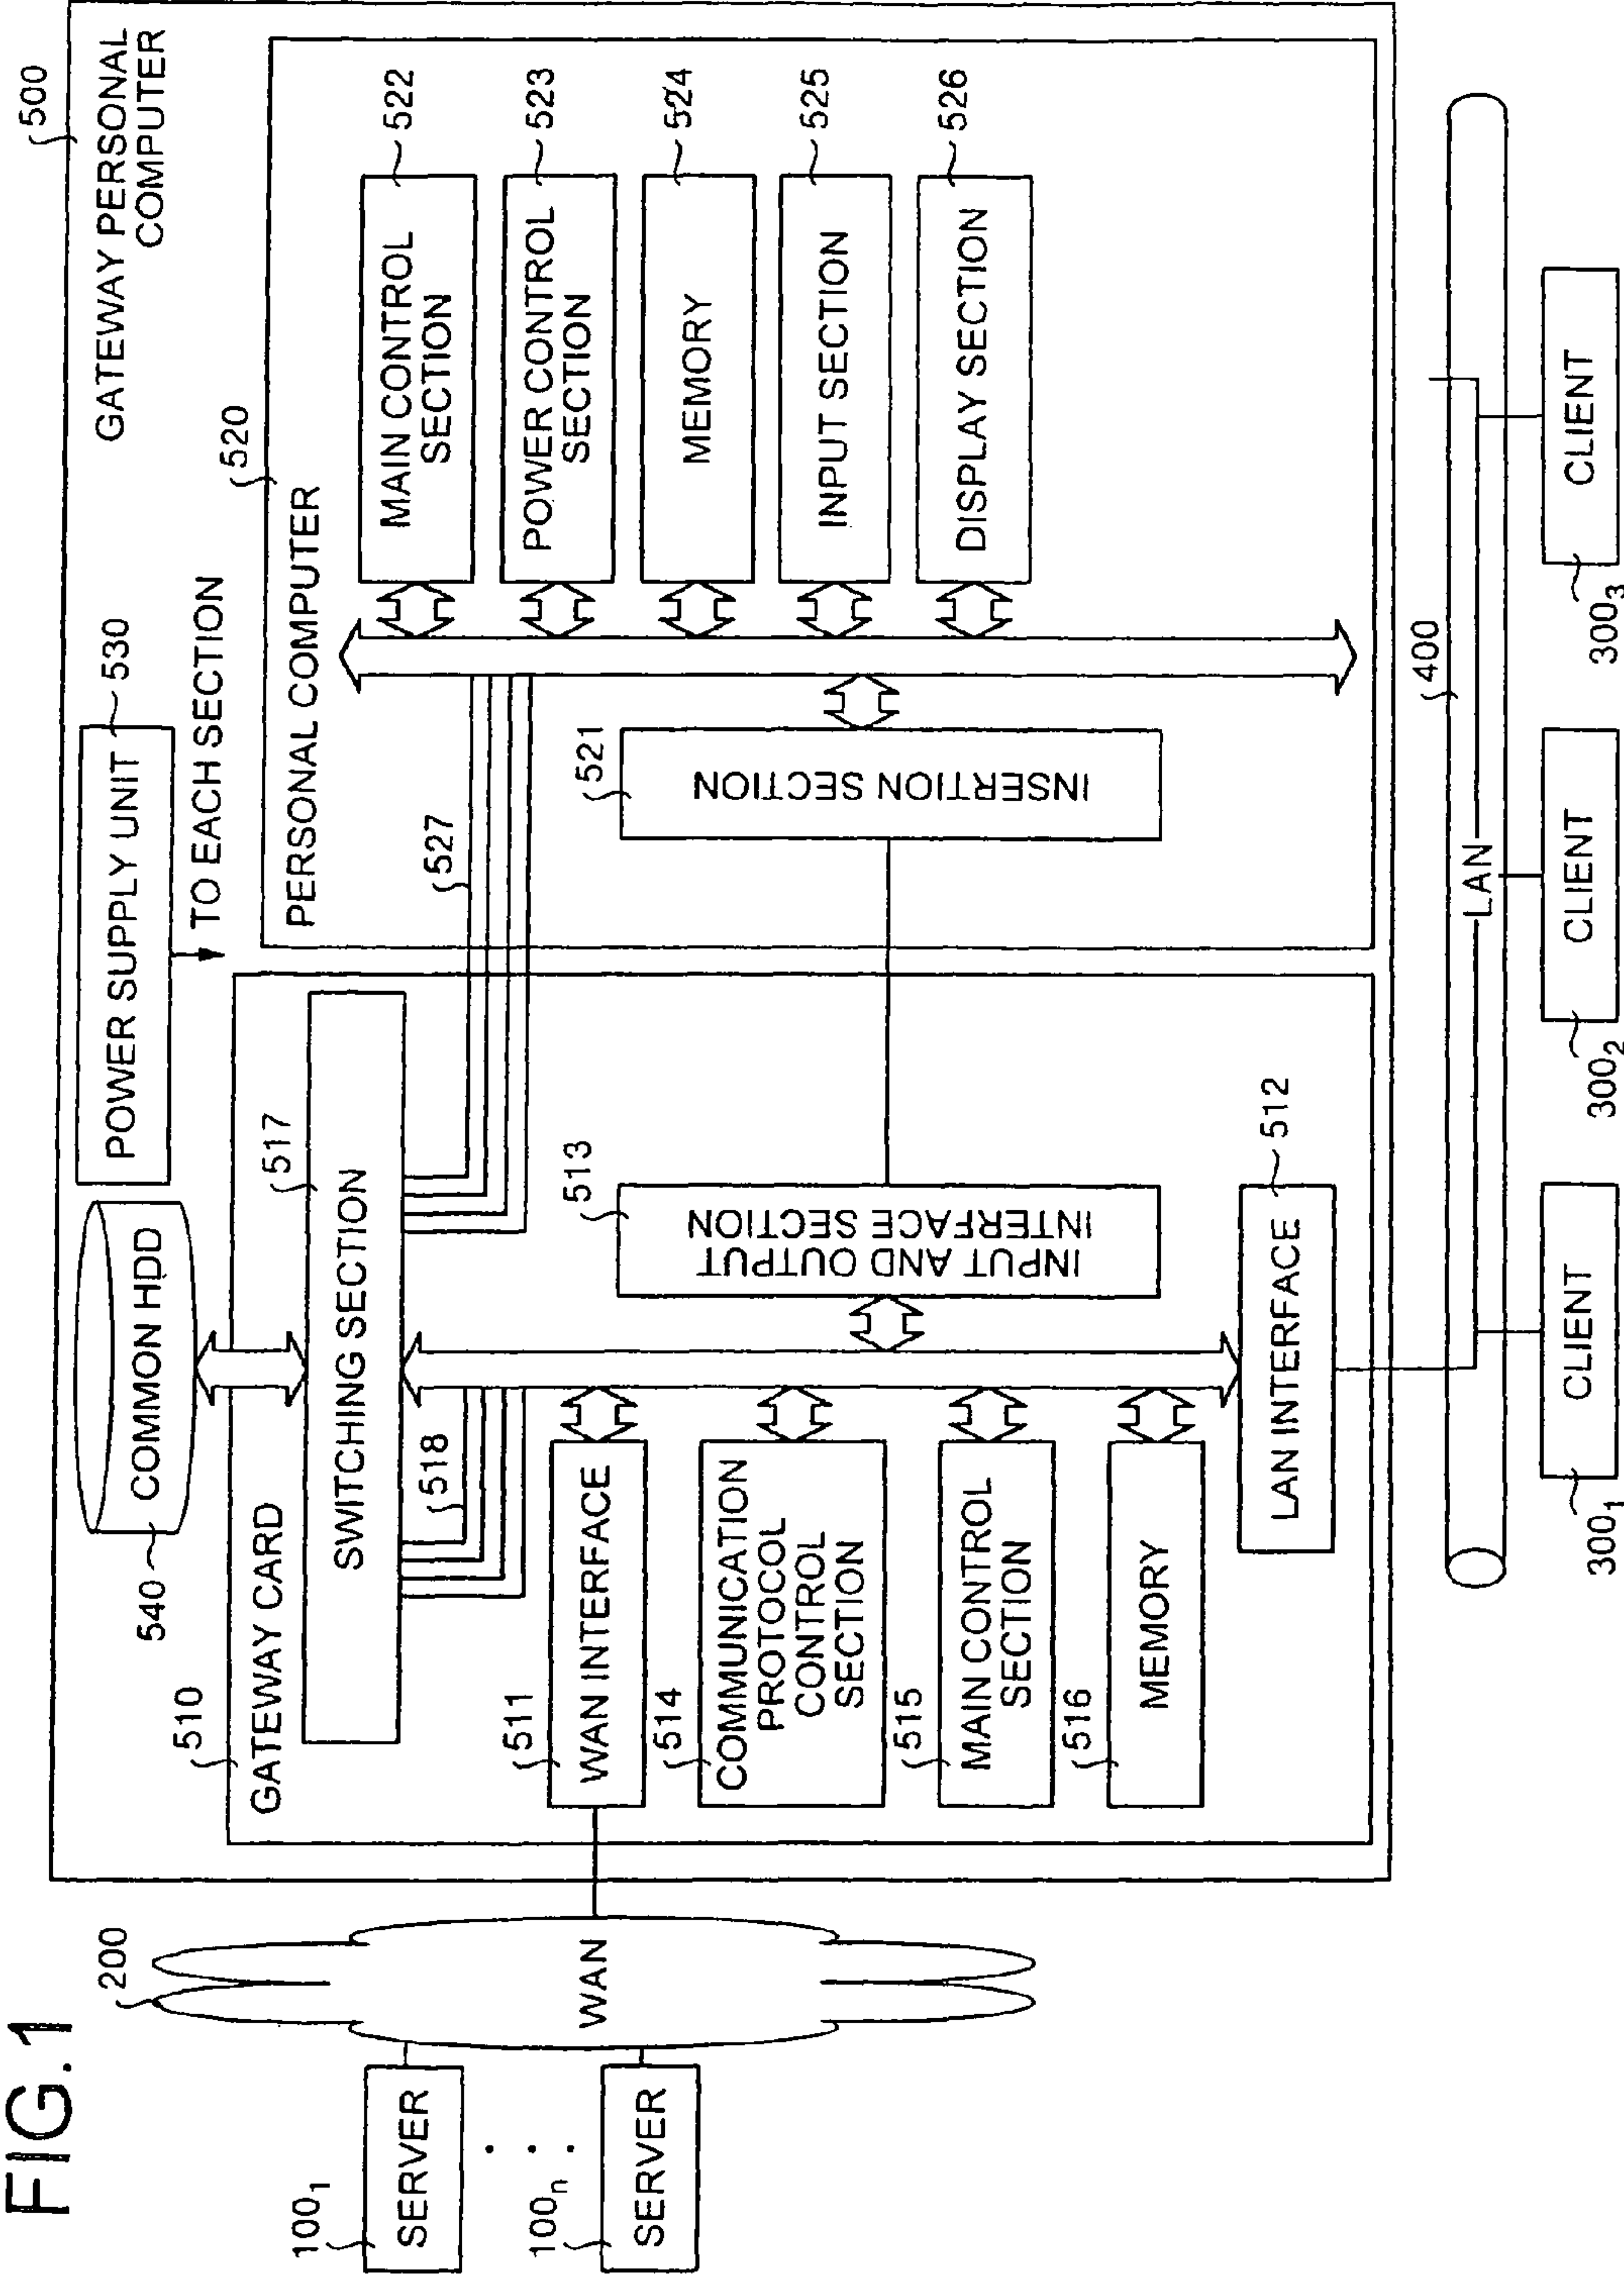 FIG.1
500
GATEWAY PERSONAL
COMPUTER
POWER SUPPLY UNIT
530
TO EACH SECTION
540
COMMON HDD
510
GATEWAY CARD
517
SWITCHING SECTION
518
511
WAN INTERFACE
514
COMMUNICATION
PROTOCOL
CONTROL
SECTION
515
MAIN CONTROL
SECTION
516
MEMORY
513
INPUT AND OUTPUT
INTERFACE SECTION
512
LAN INTERFACE
520
PERSONAL COMPUTER
527
521
INSERTION SECTION
MAIN CONTROL
SECTION
522
POWER CONTROL
SECTION
523
MEMORY
524
INPUT SECTION
525
DISPLAY SECTION
526
200
WAN
100₁
SERVER
100ₙ
SERVER
400
LAN
300₁
CLIENT
300₂
CLIENT
300₃
CLIENT